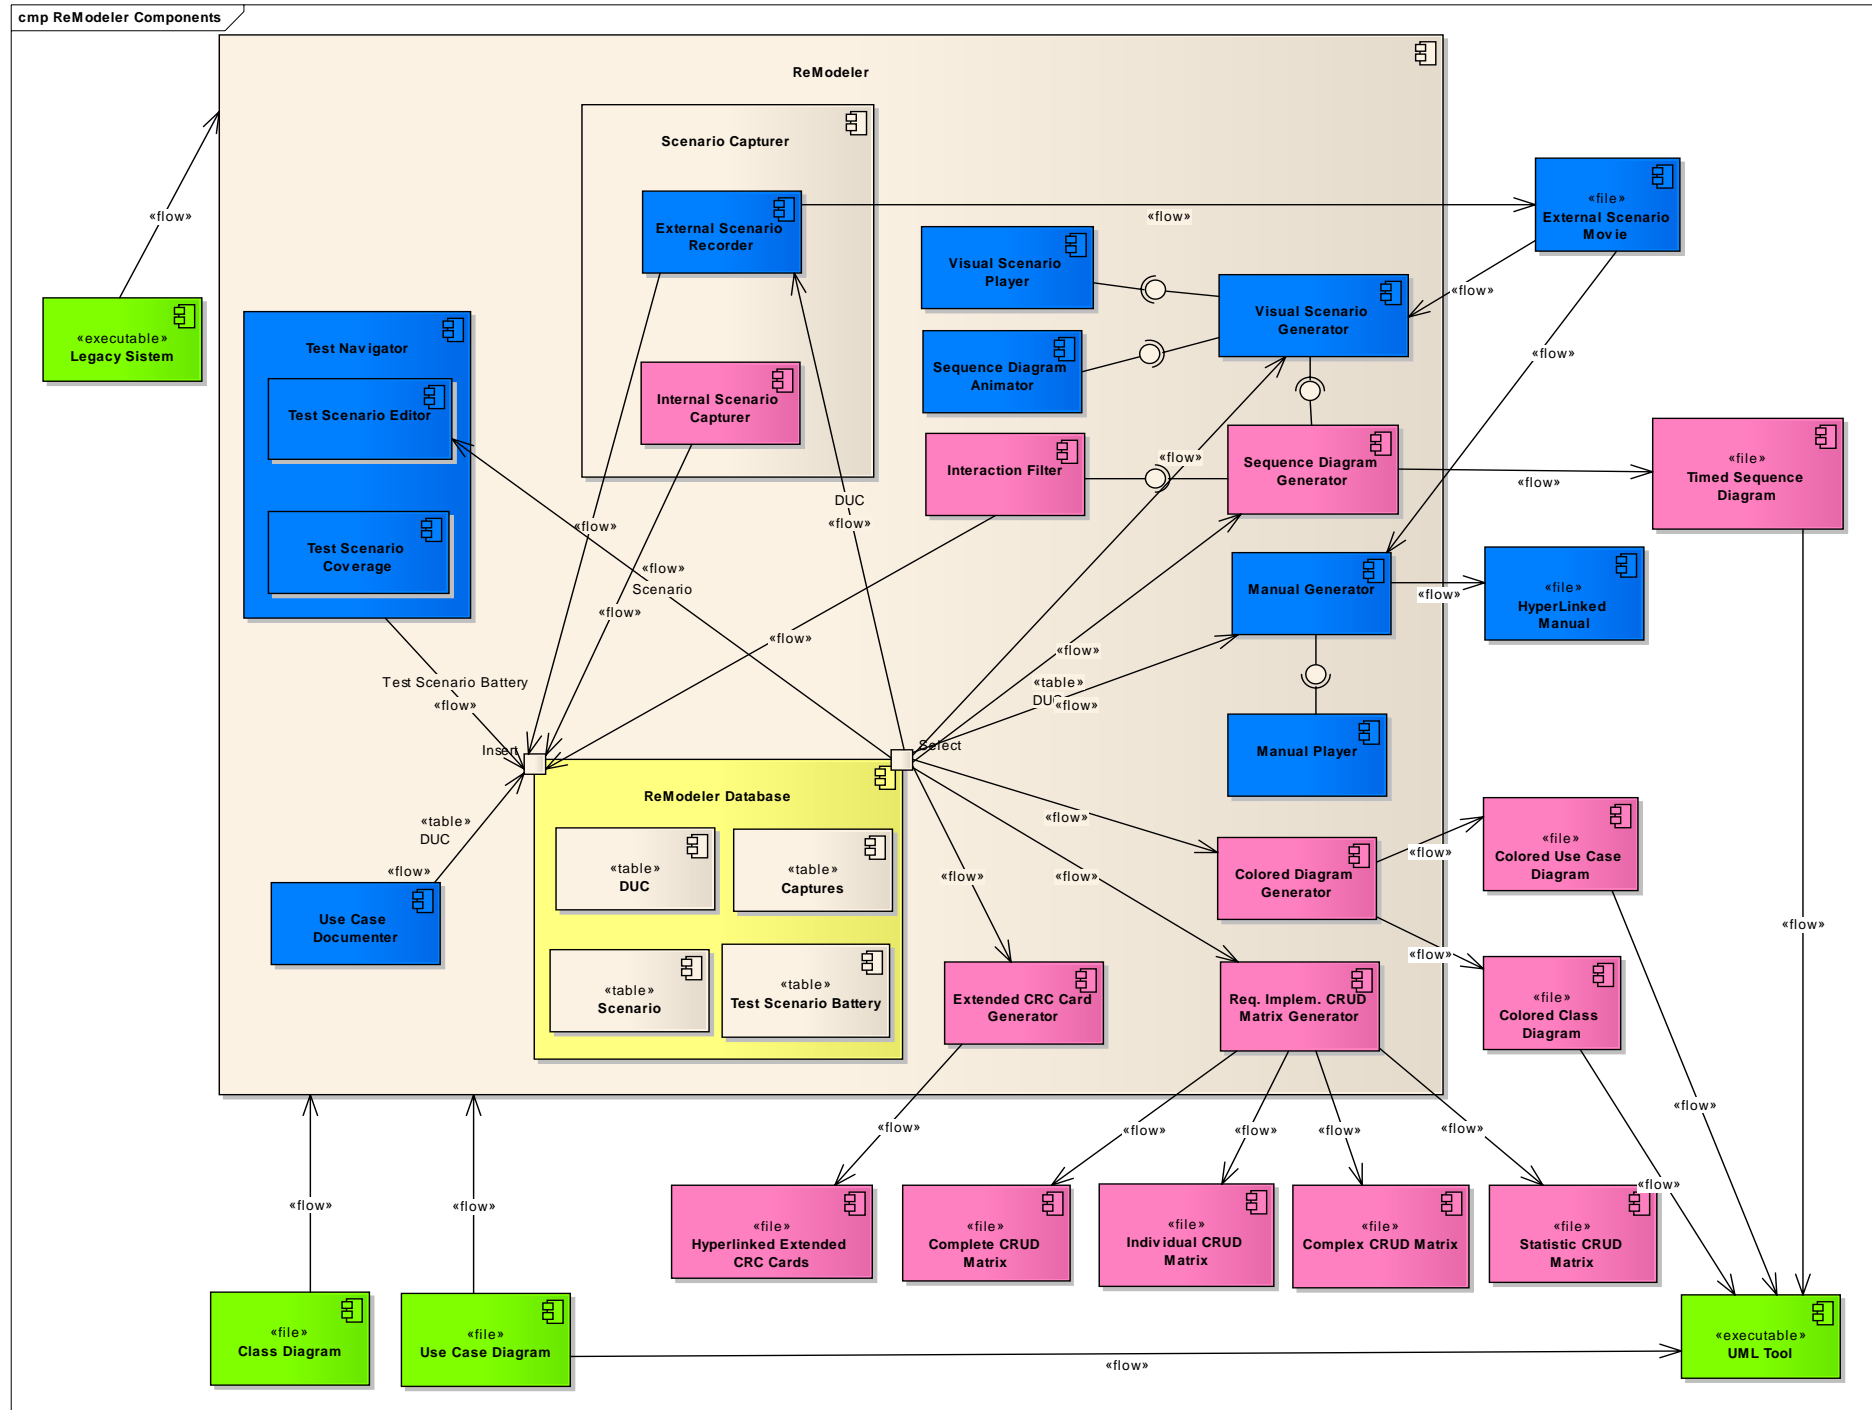 cmp ReModeler Components
ReModeler
Scenario Capturer
External Scenario
Recorder
«flow»
«file»
External Scenario
Movie
«flow»
Visual Scenario
Player
Visual Scenario
Generator
«flow»
«executable»
Legacy Sistem
Test Navigator
Test Scenario Editor
Sequence Diagram
Animator
«flow»
Internal Scenario
Capturer
Interaction Filter
«flow»
Sequence Diagram
Generator
«flow»
«file»
Timed Sequence
Diagram
DUC
«flow»
«flow»
Test Scenario
Coverage
«flow»
Scenario
«flow»
Manual Generator
«flow»
«file»
HyperLinked
Manual
«flow»
«flow»
Test Scenario Battery
«flow»
«table»
DUC
«flow»
Manual Player
Insert
Select
ReModeler Database
«table»
DUC
«flow»
«table»
DUC
«table»
Captures
«flow»
«flow»
«flow»
Colored Diagram
Generator
«flow»
«file»
Colored Use Case
Diagram
Use Case
Documenter
«flow»
«flow»
«table»
Scenario
«table»
Test Scenario Battery
Extended CRC Card
Generator
Req. Implem. CRUD
Matrix Generator
«file»
Colored Class
Diagram
«flow»
«flow»
«flow»
«flow»
«flow»
«flow»
«flow»
«flow»
«flow»
«file»
Hyperlinked Extended
CRC Cards
«file»
Complete CRUD
Matrix
«file»
Individual CRUD
Matrix
«file»
Complex CRUD Matrix
«file»
Statistic CRUD
Matrix
«file»
Class Diagram
«file»
Use Case Diagram
«flow»
«executable»
UML Tool